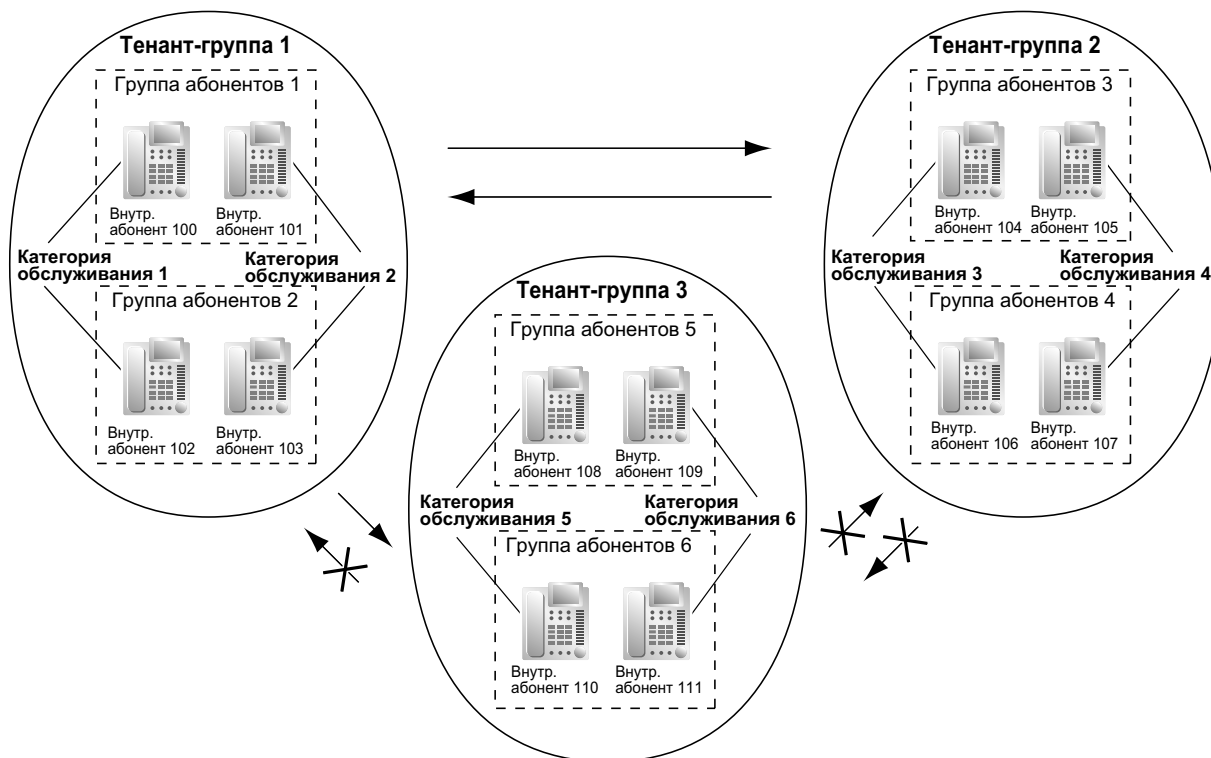 Тенант-группа 1
Группа абонентов 1
Внутр.
абонент 100
Внутр.
абонент 101
Категория
обслуживания 1
Категория
обслуживания 2
Группа абонентов 2
Внутр.
абонент 102
Внутр.
абонент 103
Тенант-группа 2
Группа абонентов 3
Внутр.
абонент 104
Внутр.
абонент 105
Категория
обслуживания 3
Категория
обслуживания 4
Группа абонентов 4
Внутр.
абонент 106
Внутр.
абонент 107
Тенант-группа 3
Группа абонентов 5
Внутр.
абонент 108
Внутр.
абонент 109
Категория
обслуживания 5
Категория
обслуживания 6
Группа абонентов 6
Внутр.
абонент 110
Внутр.
абонент 111